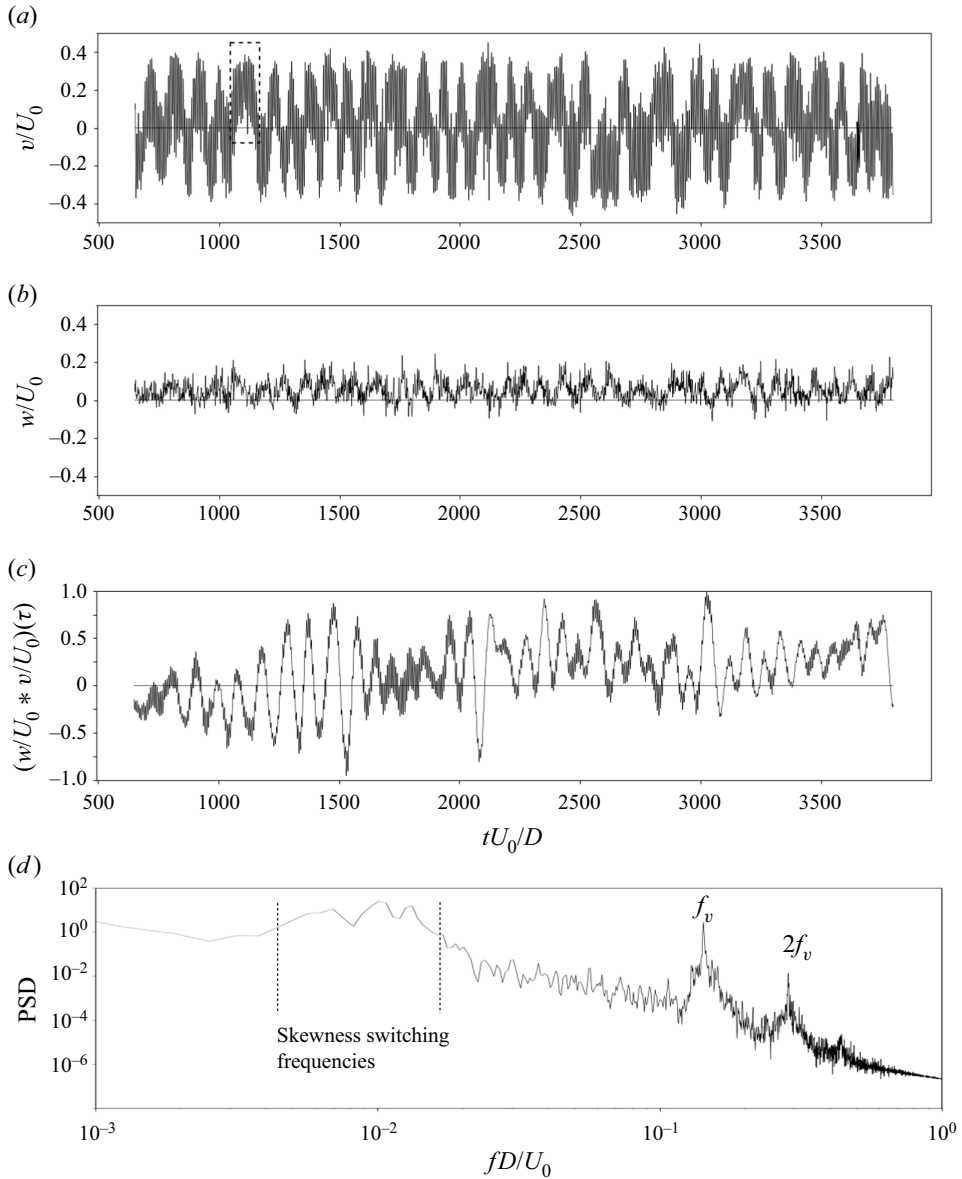 (a)
0.4
0.2
0
–0.2
–0.4
v/U0
500 1000 1500 2000 2500 3000 3500
(b)
0.4
0.2
0
–0.2
–0.4
w/U0
500 1000 1500 2000 2500 3000 3500
(c)
1.0
0.5
0
–0.5
–1.0
(w/U0 * v/U0)(τ)
500 1000 1500 2000 2500 3000 3500
tU0/D
(d)
10^2
10^0
10^–2
10^–4
10^–6
PSD
fv
2fv
Skewness switching
frequencies
10^–3 10^–2 10^–1 10^0
fD/U0